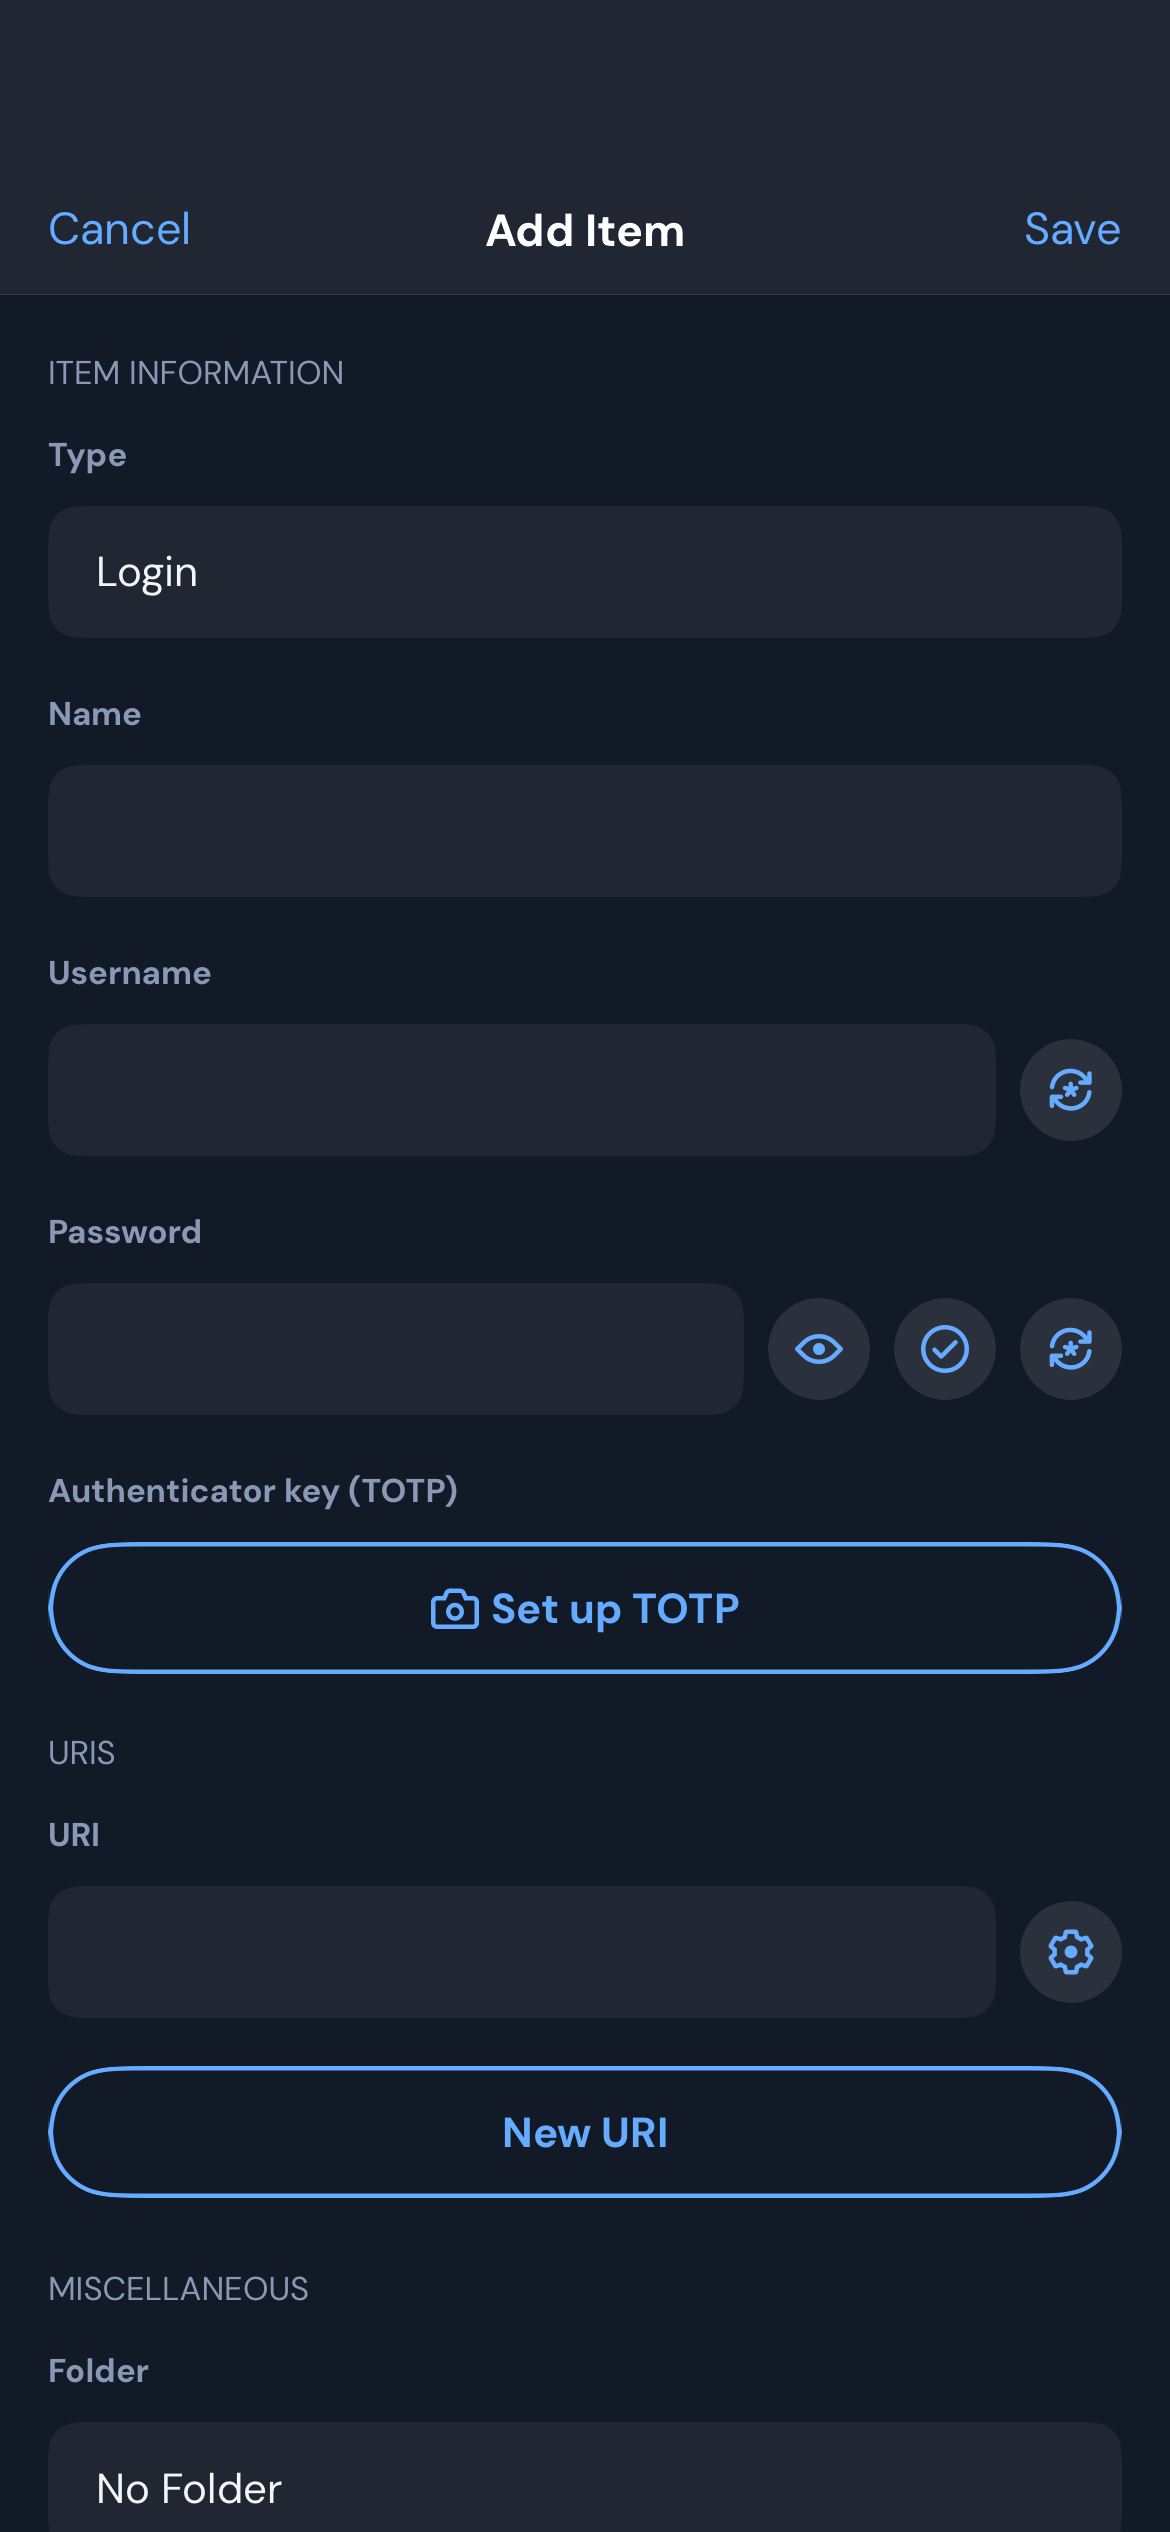 Cancel
Add Item
Save
ITEM INFORMATION
Type
Login
Name
Username
Password
Authenticator key (TOTP)
Set up TOTP
URIS
URI
New URI
MISCELLANEOUS
Folder
No Folder